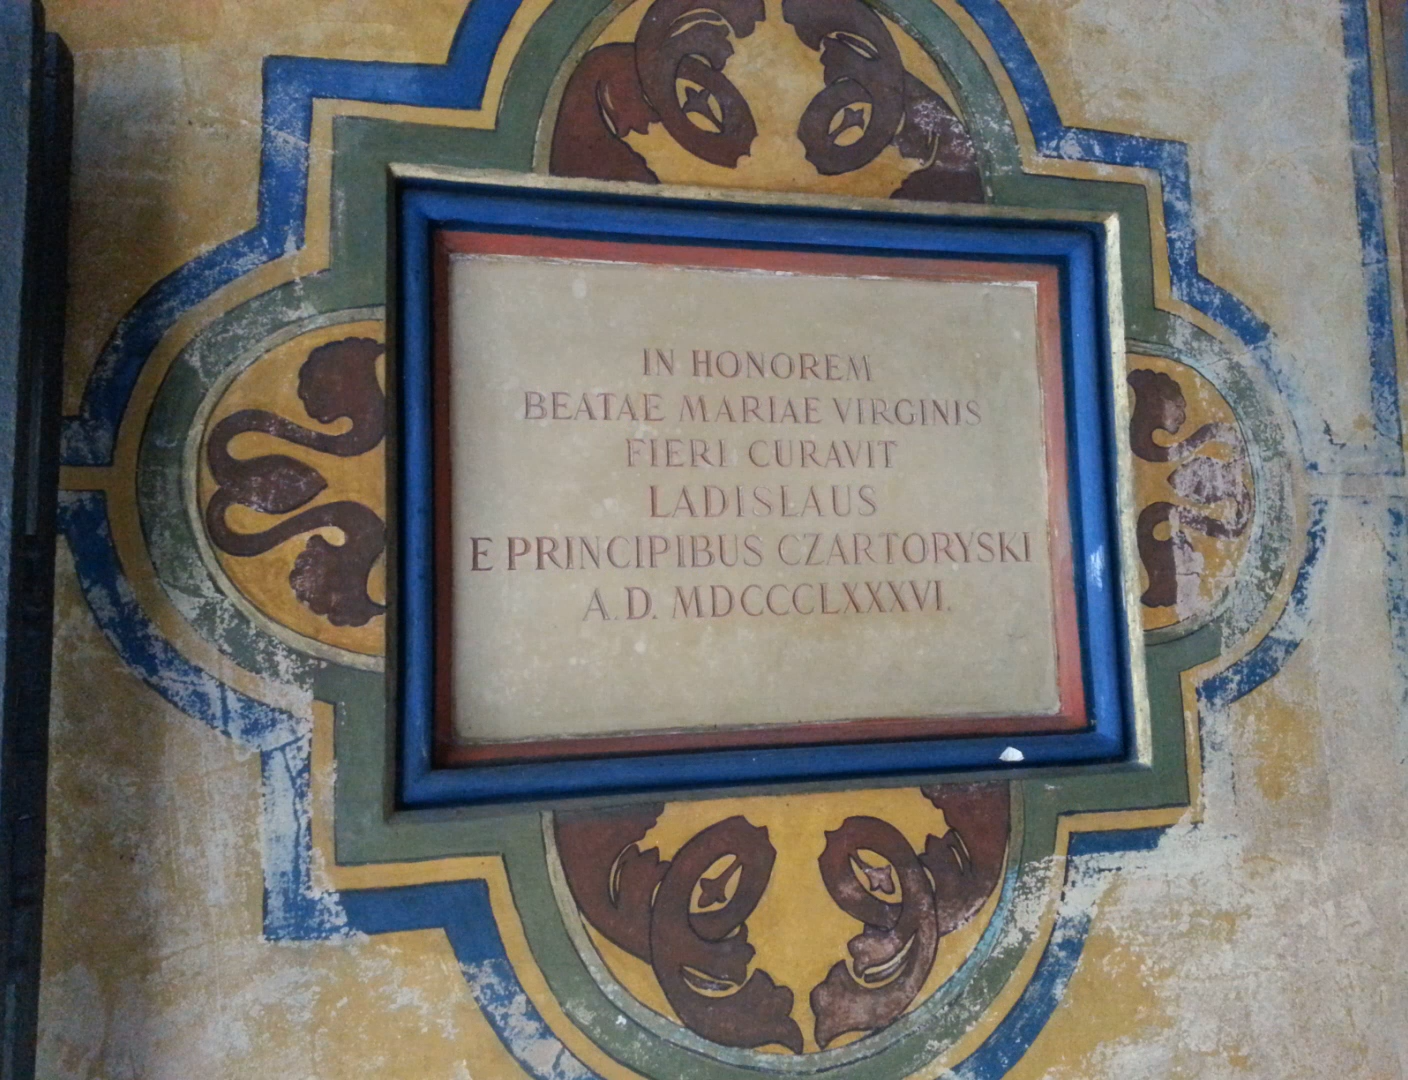 IN HONOREM
BEATAE MARIAE VIRGINIS
FIERI CURAVIT
LADISLAUS
E PRINCIPIBUS CZARTORYSKI
A.D. MDCCCLXXXVI.